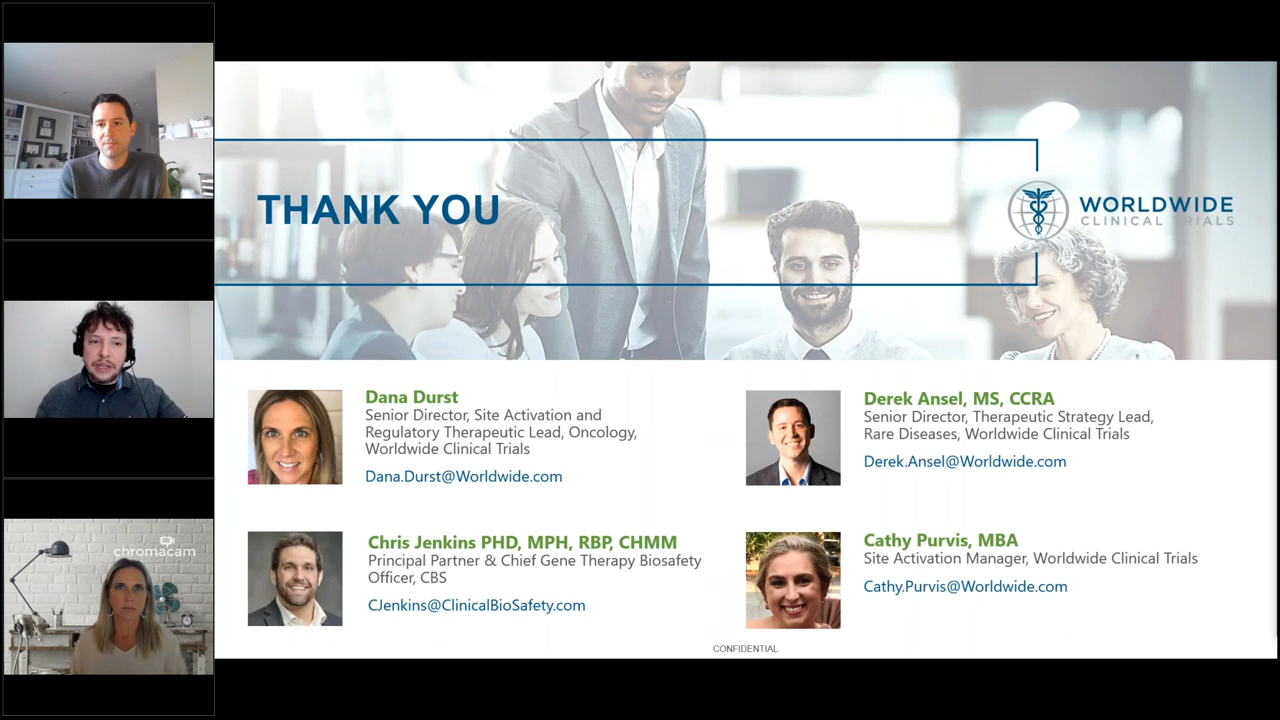 THANK YOU
WORLDWIDE
CLINICAL TRIALS
chromacam
Dana Durst
Senior Director, Site Activation and
Regulatory Therapeutic Lead, Oncology,
Worldwide Clinical Trials
Dana.Durst@Worldwide.com
Derek Ansel, MS, CCRA
Senior Director, Therapeutic Strategy Lead,
Rare Diseases, Worldwide Clinical Trials
Derek.Ansel@Worldwide.com
Chris Jenkins PHD, MPH, RBP, CHMM
Principal Partner & Chief Gene Therapy Biosafety
Officer, CBS
CJenkins@ClinicalBioSafety.com
Cathy Purvis, MBA
Site Activation Manager, Worldwide Clinical Trials
Cathy.Purvis@Worldwide.com
CONFIDENTIAL